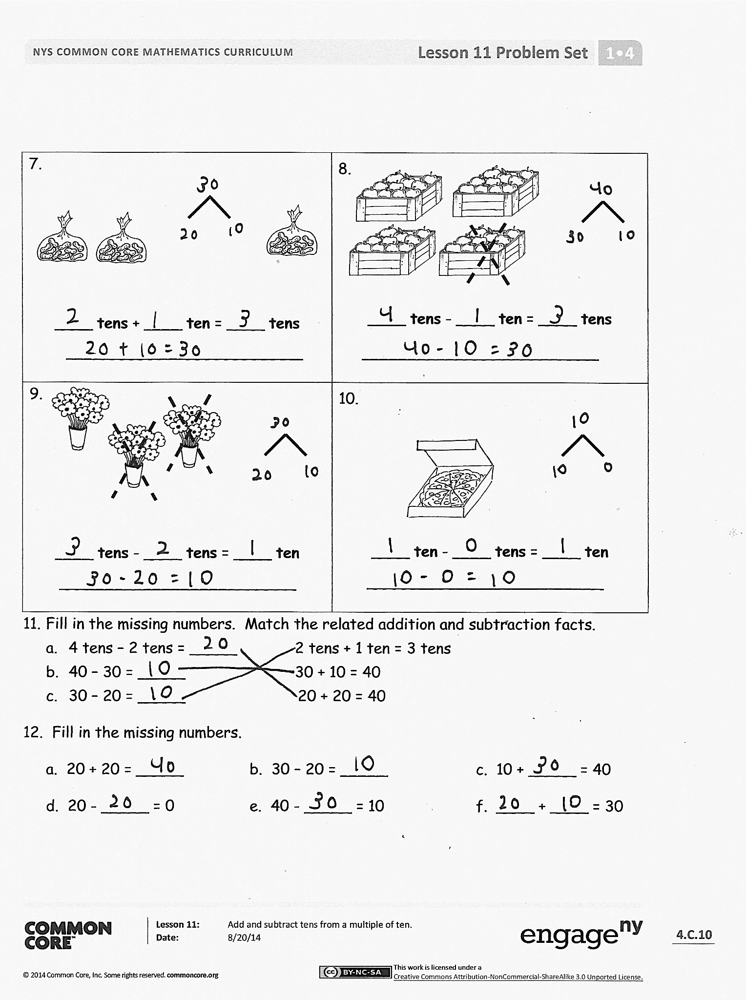 NYS COMMON CORE MATHEMATICS CURRICULUM Lesson 11 Problem Set 1•4
7.
30
20 10
2 tens + 1 ten = 3 tens
20 + 10 = 30
8.
40
30 10
4 tens - 1 ten = 3 tens
40 - 10 = 30
9.
30
20 10
3 tens - 2 tens = 1 ten
30 - 20 = 10
10.
10
10 0
1 ten - 0 tens = 1 ten
10 - 0 = 10
11. Fill in the missing numbers. Match the related addition and subtraction facts.
a. 4 tens – 2 tens = 20 2 tens + 1 ten = 3 tens
b. 40 – 30 = 10 30 + 10 = 40
c. 30 – 20 = 10 20 + 20 = 40
12. Fill in the missing numbers.
a. 20 + 20 = 40 b. 30 – 20 = 10 c. 10 + 30 = 40
d. 20 - 20 = 0 e. 40 - 30 = 10 f. 20 + 10 = 30
COMMON CORE™
Lesson 11: Add and subtract tens from a multiple of ten.
Date: 8/20/14
engage ny
4.C.10
© 2014 Common Core, Inc. Some rights reserved. commoncore.org
cc BY-NC-SA
This work is licensed under a
Creative Commons Attribution-NonCommercial-ShareAlike 3.0 Unported License.